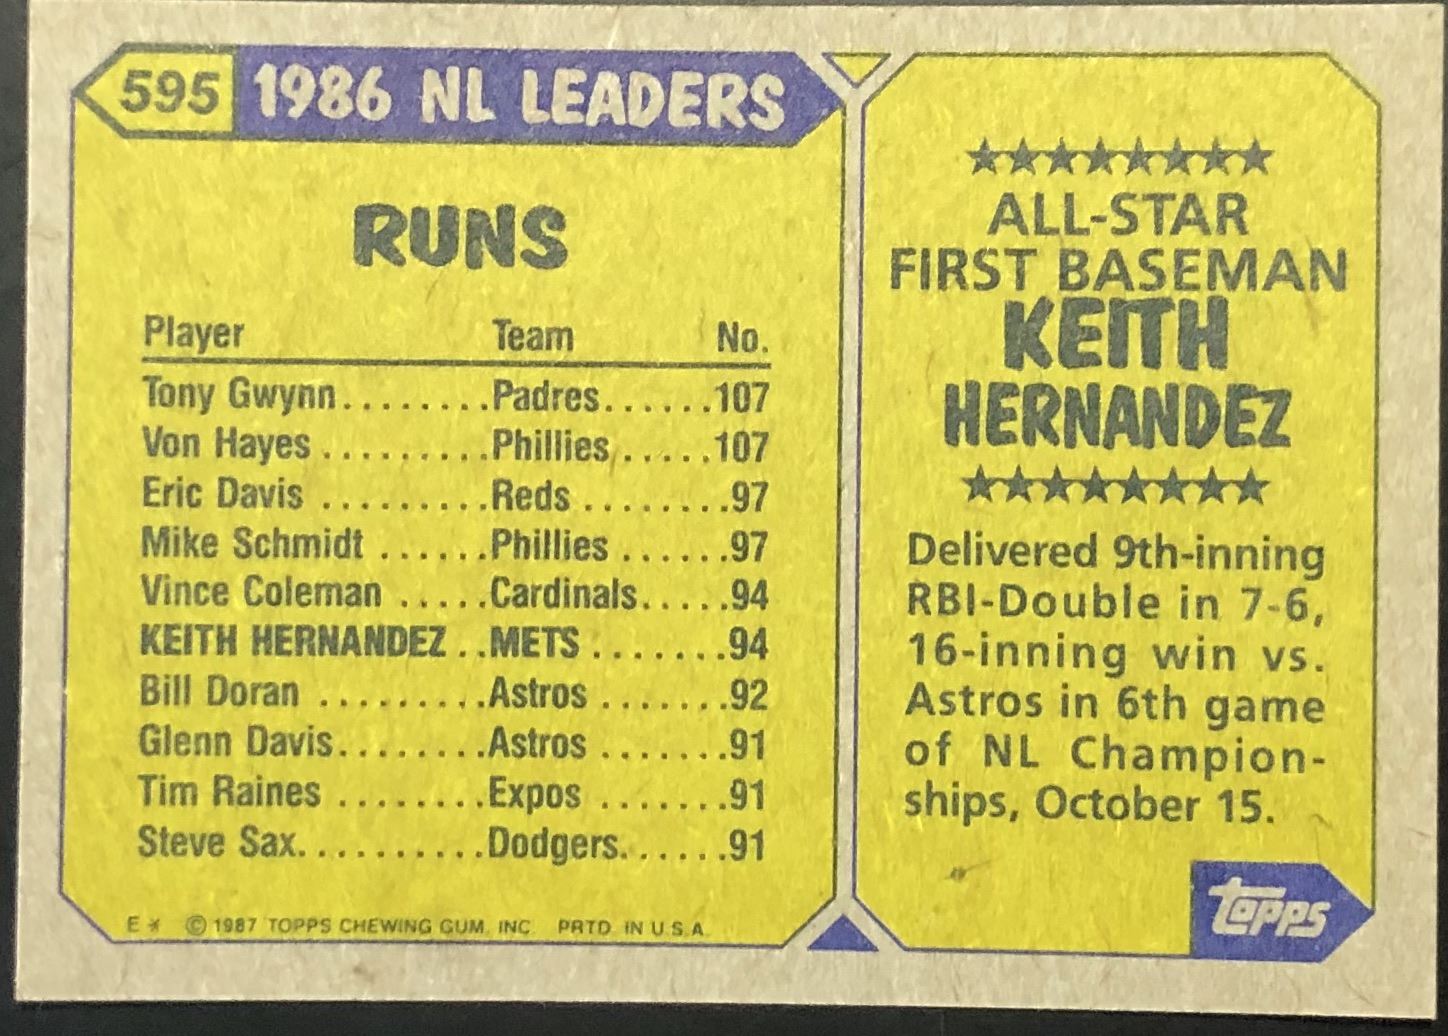 595 1986 NL LEADERS
RUNS
Player Team No.
Tony Gwynn........Padres......107
Von Hayes .........Phillies .....107
Eric Davis .........Reds ........97
Mike Schmidt ......Phillies ......97
Vince Coleman .....Cardinals.....94
KEITH HERNANDEZ ..METS .......94
Bill Doran .........Astros .......92
Glenn Davis........Astros .......91
Tim Raines ........Expos .......91
Steve Sax..........Dodgers......91
E * © 1987 TOPPS CHEWING GUM, INC. PRTD. IN U.S.A.
★★★★★★★★
ALL-STAR
FIRST BASEMAN
KEITH
HERNANDEZ
★★★★★★★★
Delivered 9th-inning
RBI-Double in 7-6,
16-inning win vs.
Astros in 6th game
of NL Champion-
ships, October 15.
topps